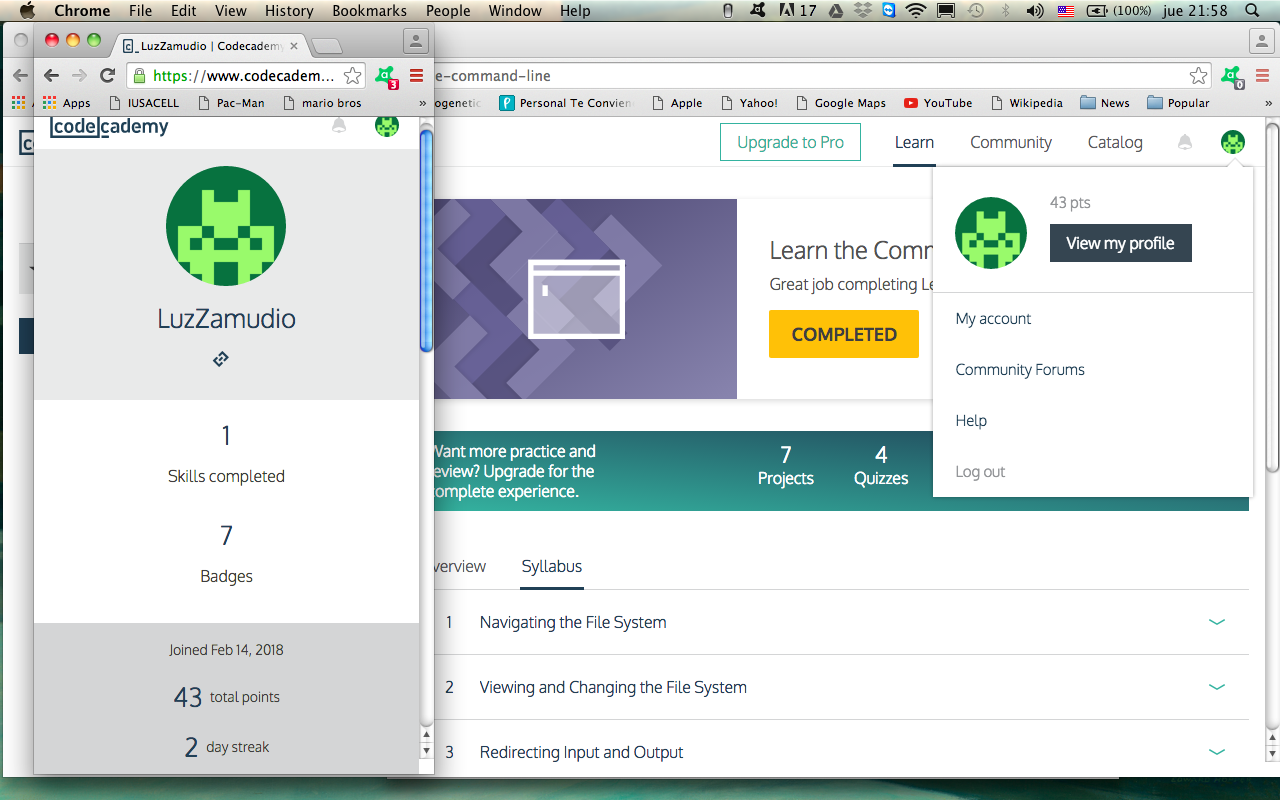 Chrome File Edit View History Bookmarks People Window Help 17 (100%) jue 21:58
_LuzZamudio | Codecademy
https://www.codecadem... 3
Apps IUSACELL Pac-Man mario bros »
codecademy
LuzZamudio
1
Skills completed
7
Badges
Joined Feb 14, 2018
43 total points
2 day streak
e-command-line 0
Personal Te Convien Apple Yahoo! Google Maps YouTube Wikipedia News Popular »
Upgrade to Pro Learn Community Catalog
43 pts
View my profile
My account
Community Forums
Help
Log out
Learn the Comm
Great job completing Le
COMPLETED
Want more practice and
eview? Upgrade for the
omplete experience.
7 4
Projects Quizzes
verview Syllabus
1 Navigating the File System
2 Viewing and Changing the File System
3 Redirecting Input and Output